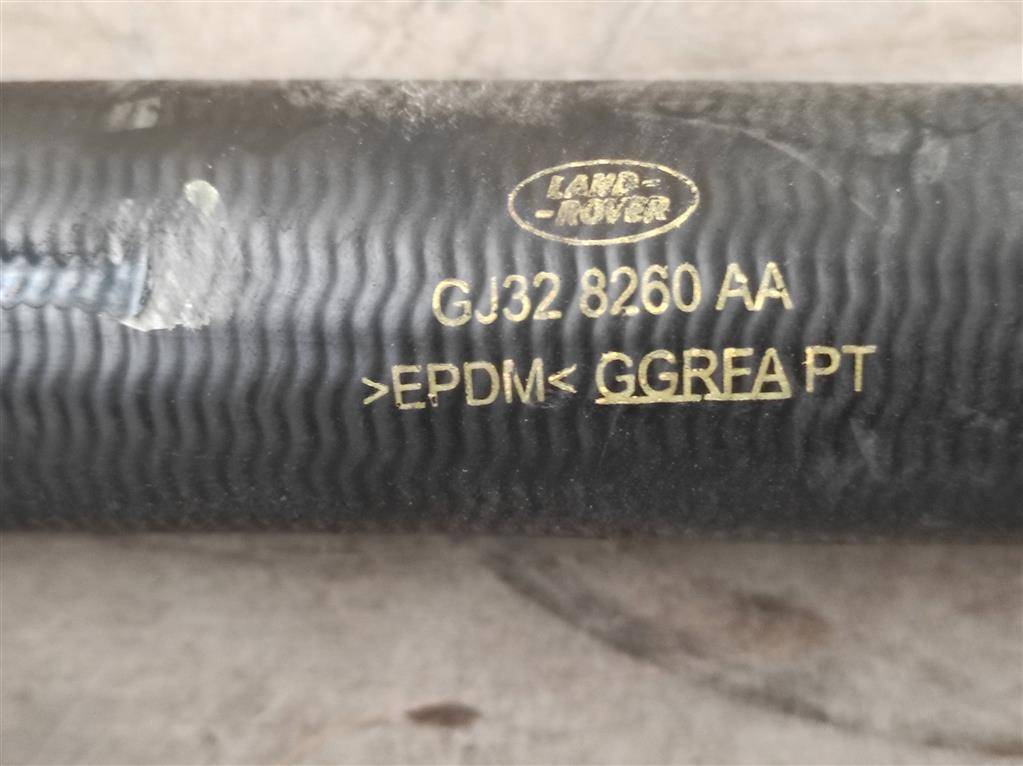 LAND-
-ROVER
GJ32 8260 AA
>EPDM< GGRFA PT